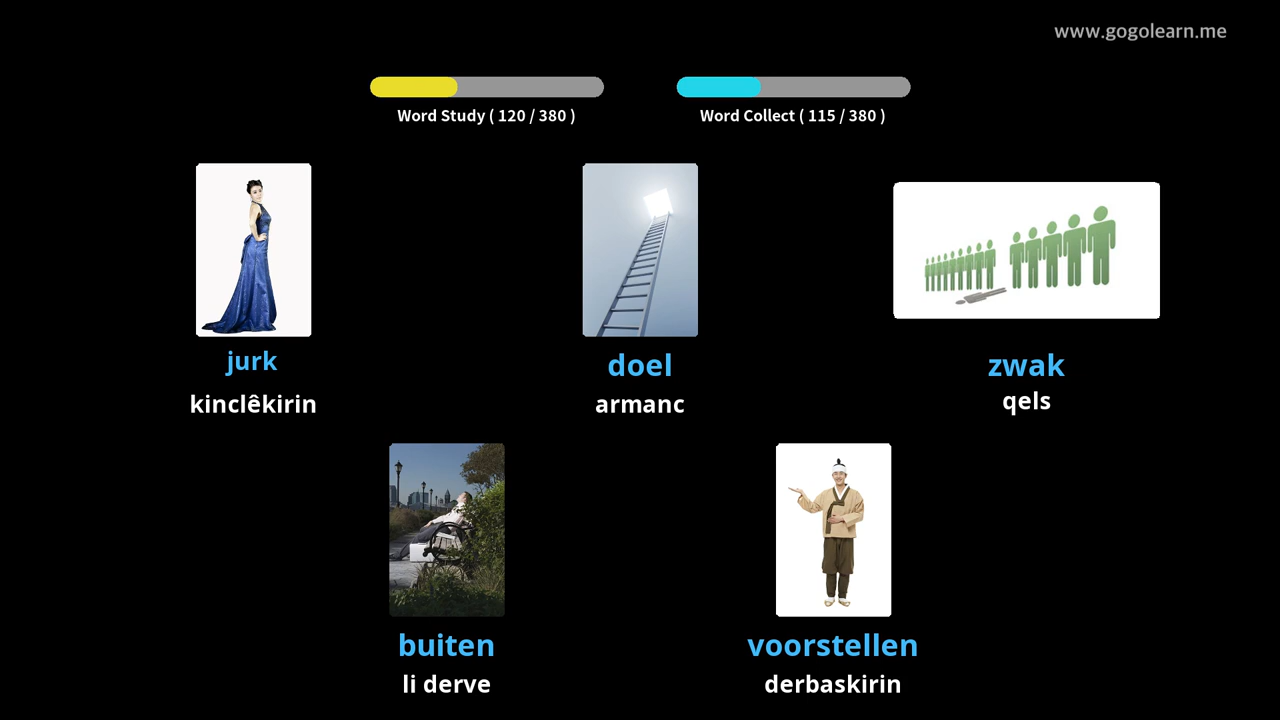 www.gogolearn.me
Word Study ( 120 / 380 )
Word Collect ( 115 / 380 )
jurk
kinclêkirin
doel
armanc
zwak
qels
buiten
li derve
voorstellen
derbaskirin